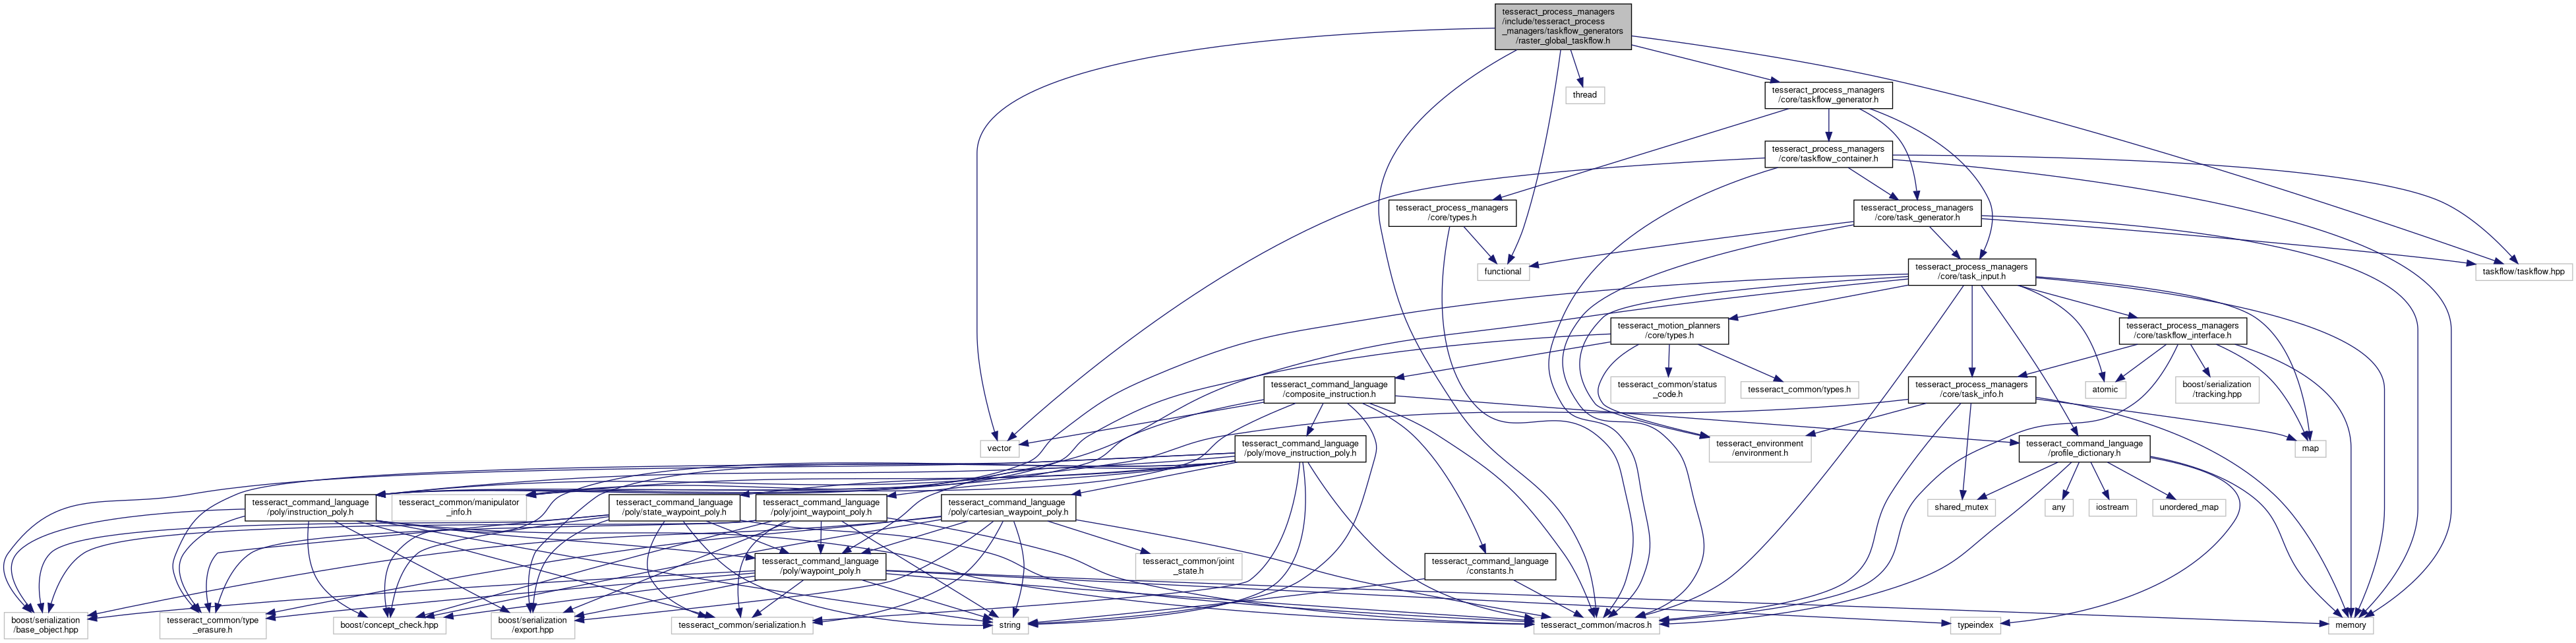 tesseract_process_managers
/include/tesseract_process
_managers/taskflow_generators
/raster_global_taskflow.h
thread
tesseract_process_managers
/core/taskflow_generator.h
tesseract_process_managers
/core/taskflow_container.h
tesseract_process_managers
/core/types.h
tesseract_process_managers
/core/task_generator.h
functional
tesseract_process_managers
/core/task_input.h
taskflow/taskflow.hpp
tesseract_motion_planners
/core/types.h
tesseract_process_managers
/core/taskflow_interface.h
tesseract_command_language
/composite_instruction.h
tesseract_common/status
_code.h
tesseract_common/types.h
tesseract_process_managers
/core/task_info.h
atomic
boost/serialization
/tracking.hpp
vector
tesseract_command_language
/poly/move_instruction_poly.h
tesseract_environment
/environment.h
tesseract_command_language
/profile_dictionary.h
map
tesseract_command_language
/poly/instruction_poly.h
tesseract_common/manipulator
_info.h
tesseract_command_language
/poly/state_waypoint_poly.h
tesseract_command_language
/poly/joint_waypoint_poly.h
tesseract_command_language
/poly/cartesian_waypoint_poly.h
shared_mutex
any
iostream
unordered_map
tesseract_command_language
/poly/waypoint_poly.h
tesseract_common/joint
_state.h
tesseract_command_language
/constants.h
boost/serialization
/base_object.hpp
tesseract_common/type
_erasure.h
boost/concept_check.hpp
boost/serialization
/export.hpp
tesseract_common/serialization.h
string
tesseract_common/macros.h
typeindex
memory